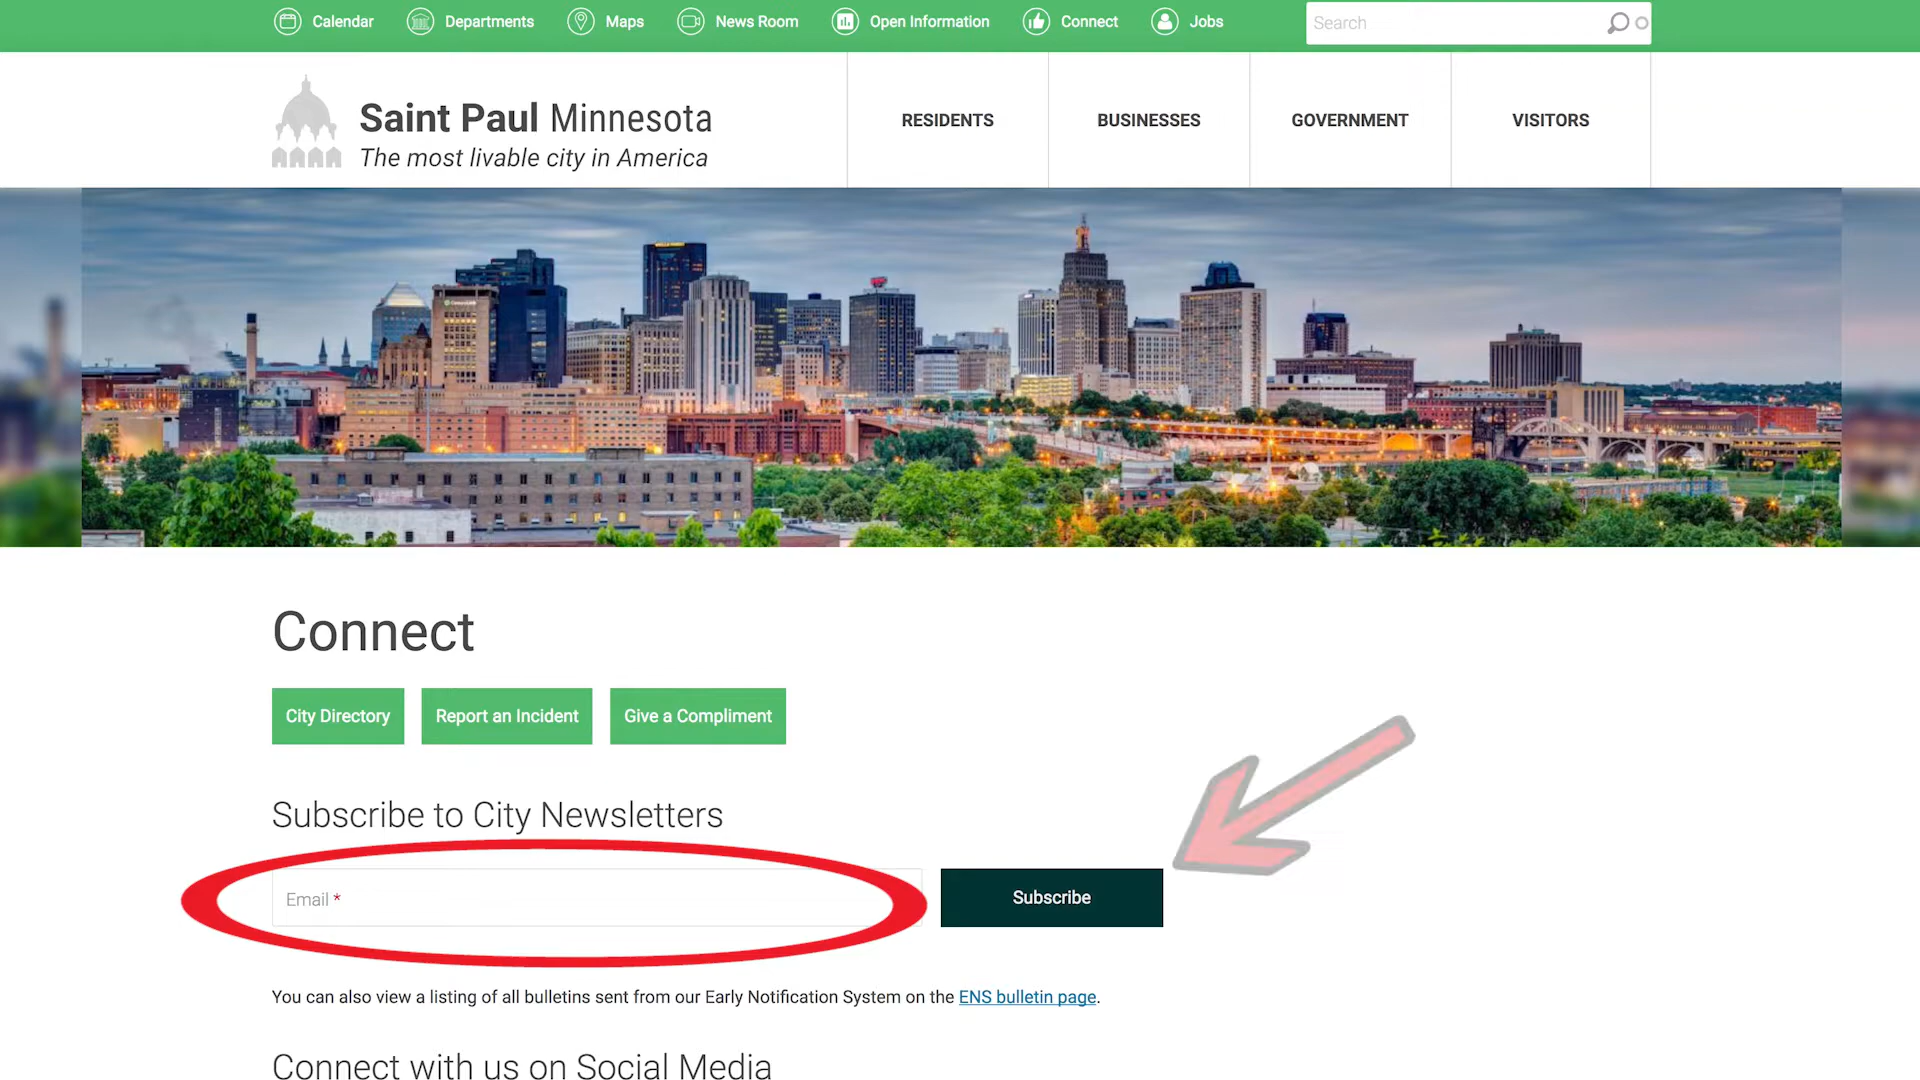 Calendar
Departments
Maps
News Room
Open Information
Connect
Jobs
Search
Saint Paul Minnesota
The most livable city in America
RESIDENTS
BUSINESSES
GOVERNMENT
VISITORS
Connect
City Directory
Report an Incident
Give a Compliment
Subscribe to City Newsletters
Email *
Subscribe
You can also view a listing of all bulletins sent from our Early Notification System on the ENS bulletin page.
Connect with us on Social Media